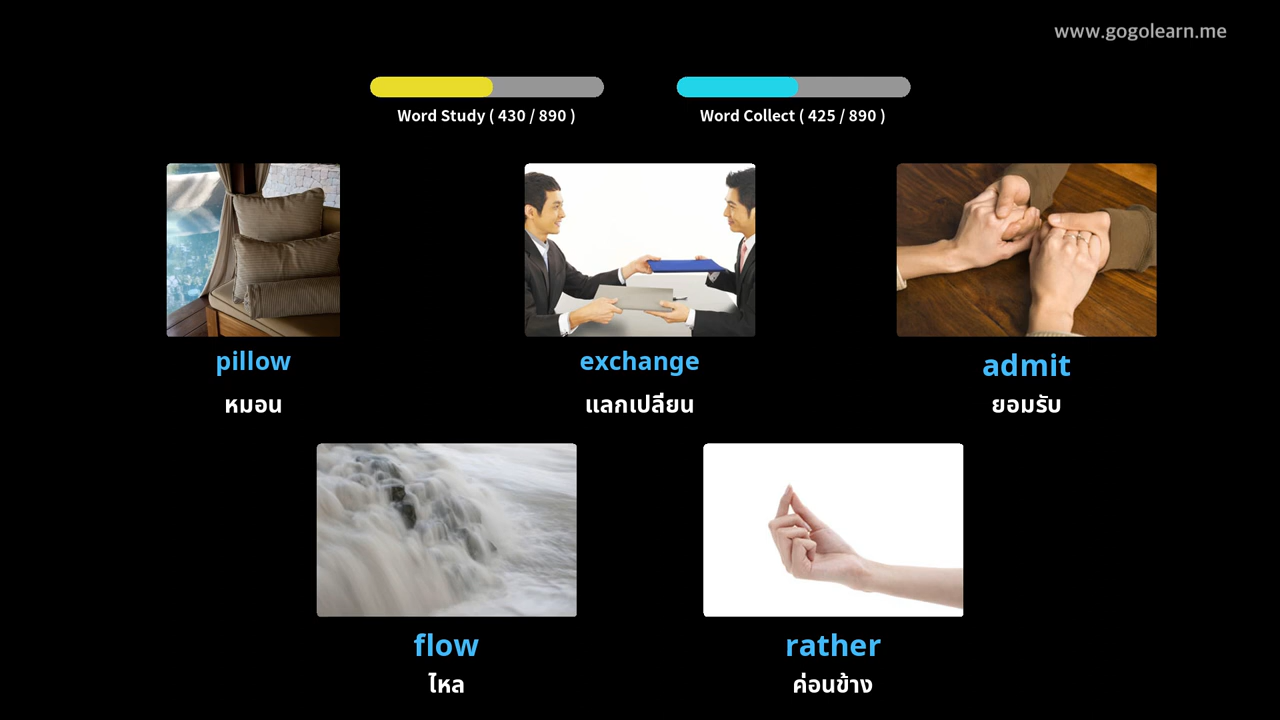 www.gogolearn.me
Word Study ( 430 / 890 )
Word Collect ( 425 / 890 )
pillow
หมอน
exchange
แลกเปลี่ยน
admit
ยอมรับ
flow
ไหล
rather
ค่อนข้าง